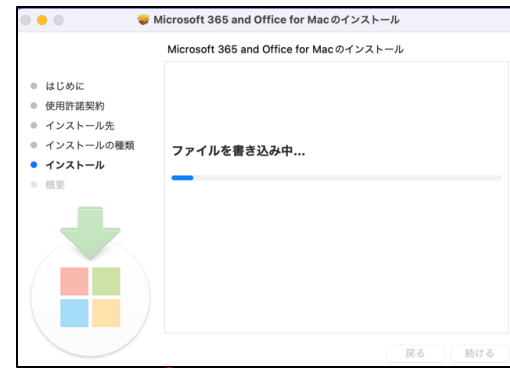 Microsoft 365 and Office for Macのインストール
Microsoft 365 and Office for Macのインストール
はじめに
使用許諾契約
インストール先
インストールの種類
インストール
概要
ファイルを書き込み中...
戻る
続ける